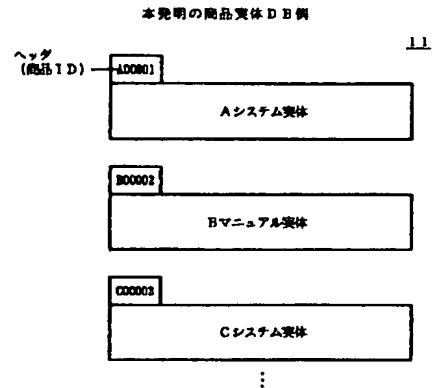 本発明の商品実体DB例
11
ヘッダ
(商品ID)
A00001
Aシステム実体
B00002
Bマニュアル実体
C00003
Cシステム実体
⋮